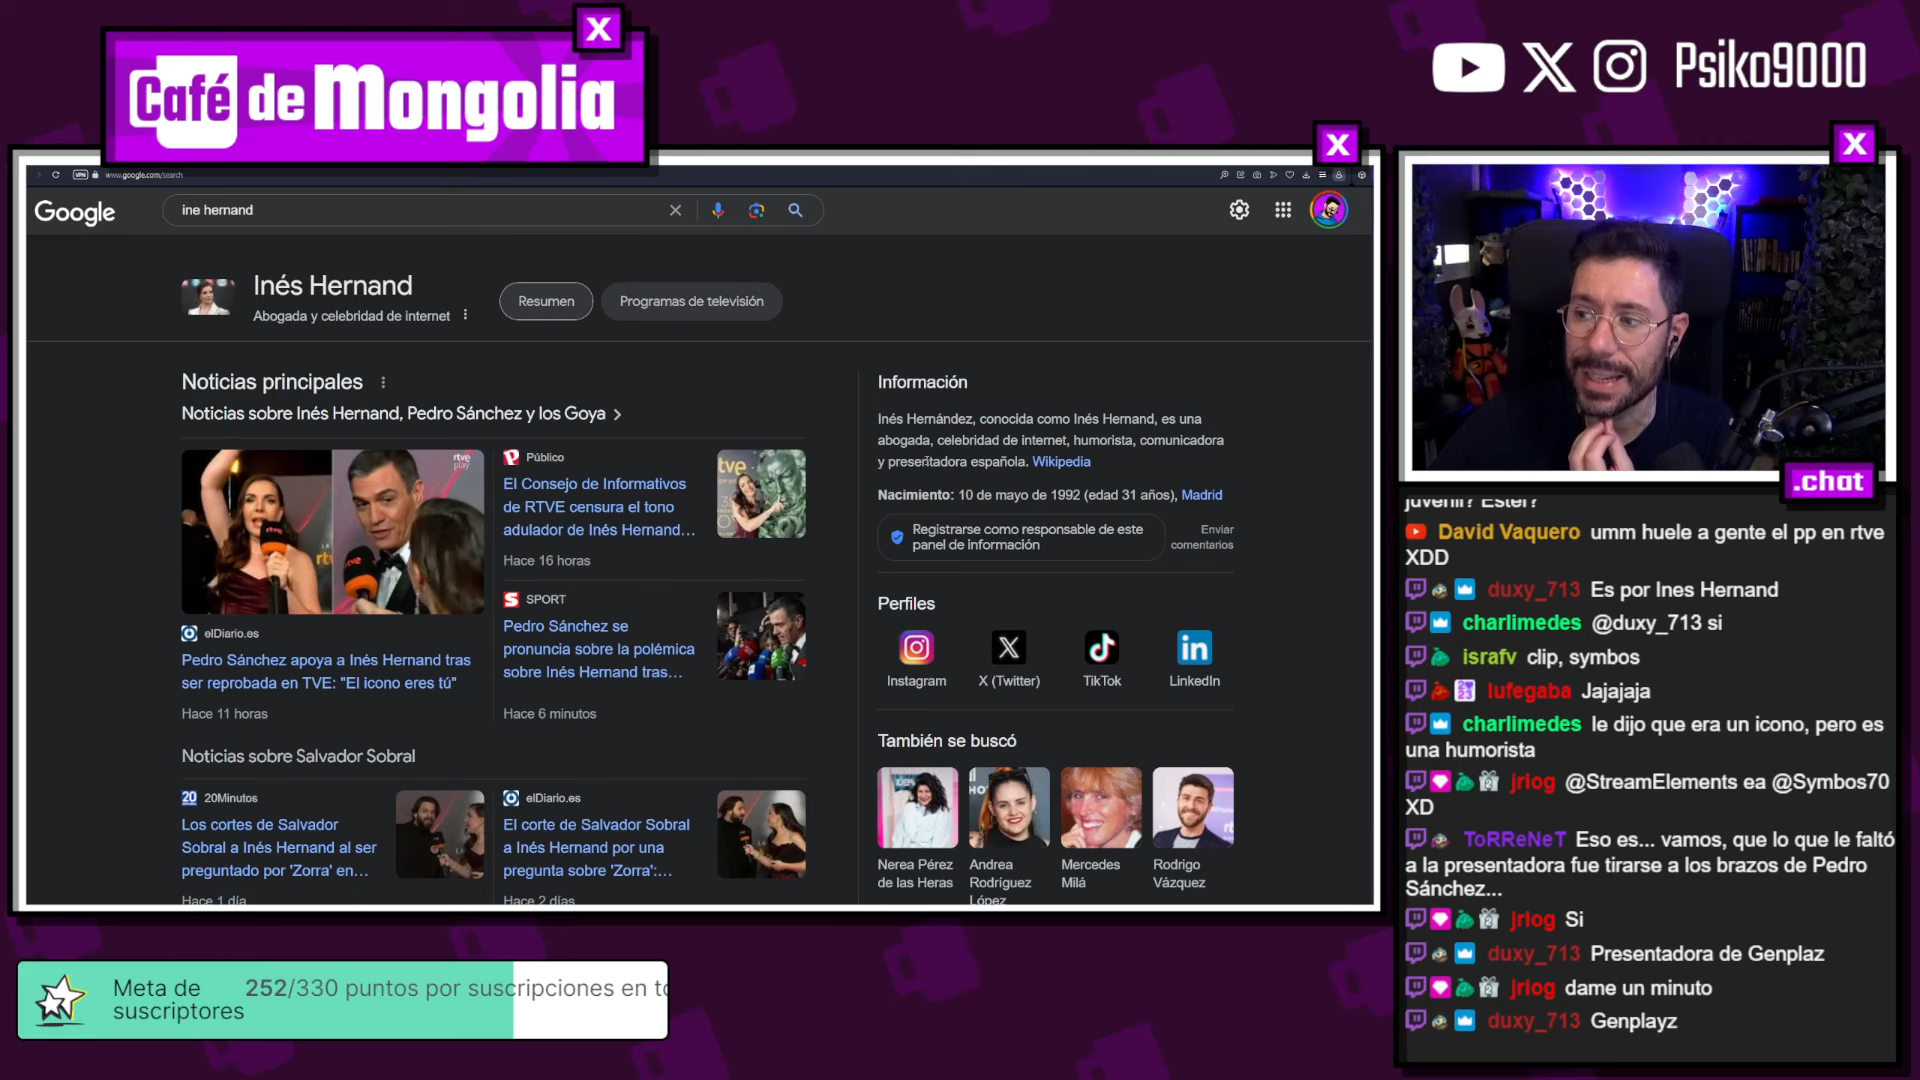 X
Café de Mongolia
Psiko9000
X
X
VPN
www.google.com/search
Google
ine hernand
Inés Hernand
Abogada y celebridad de internet
Resumen
Programas de televisión
Noticias principales
Noticias sobre Inés Hernand, Pedro Sánchez y los Goya >
rtve
play
elDiario.es
Pedro Sánchez apoya a Inés Hernand tras
ser reprobada en TVE: "El icono eres tú"
Hace 11 horas
Público
El Consejo de Informativos
de RTVE censura el tono
adulador de Inés Hernand...
Hace 16 horas
tve
SPORT
Pedro Sánchez se
pronuncia sobre la polémica
sobre Inés Hernand tras...
Hace 6 minutos
Noticias sobre Salvador Sobral
20 20Minutos
Los cortes de Salvador
Sobral a Inés Hernand al ser
preguntado por 'Zorra' en...
Hace 1 día
elDiario.es
El corte de Salvador Sobral
a Inés Hernand por una
pregunta sobre 'Zorra':...
Hace 2 días
Información
Inés Hernández, conocida como Inés Hernand, es una
abogada, celebridad de internet, humorista, comunicadora
y presentadora española. Wikipedia
Nacimiento: 10 de mayo de 1992 (edad 31 años), Madrid
Registrarse como responsable de este
panel de información
Enviar
comentarios
Perfiles
Instagram
X (Twitter)
TikTok
LinkedIn
También se buscó
Nerea Pérez
de las Heras
Andrea
Rodríguez
López
Mercedes
Milá
Rodrigo
Vázquez
.chat
juvenil? Ester?
David Vaquero umm huele a gente el pp en rtve
XDD
duxy_713 Es por Ines Hernand
charlimedes @duxy_713 si
israfv clip, symbos
lufegaba Jajajaja
charlimedes le dijo que era un icono, pero es
una humorista
jrlog @StreamElements ea @Symbos70
XD
ToRReNeT Eso es... vamos, que lo que le faltó
a la presentadora fue tirarse a los brazos de Pedro
Sánchez...
jrlog Si
duxy_713 Presentadora de Genplaz
jrlog dame un minuto
duxy_713 Genplayz
Meta de
suscriptores
252/330 puntos por suscripciones en to